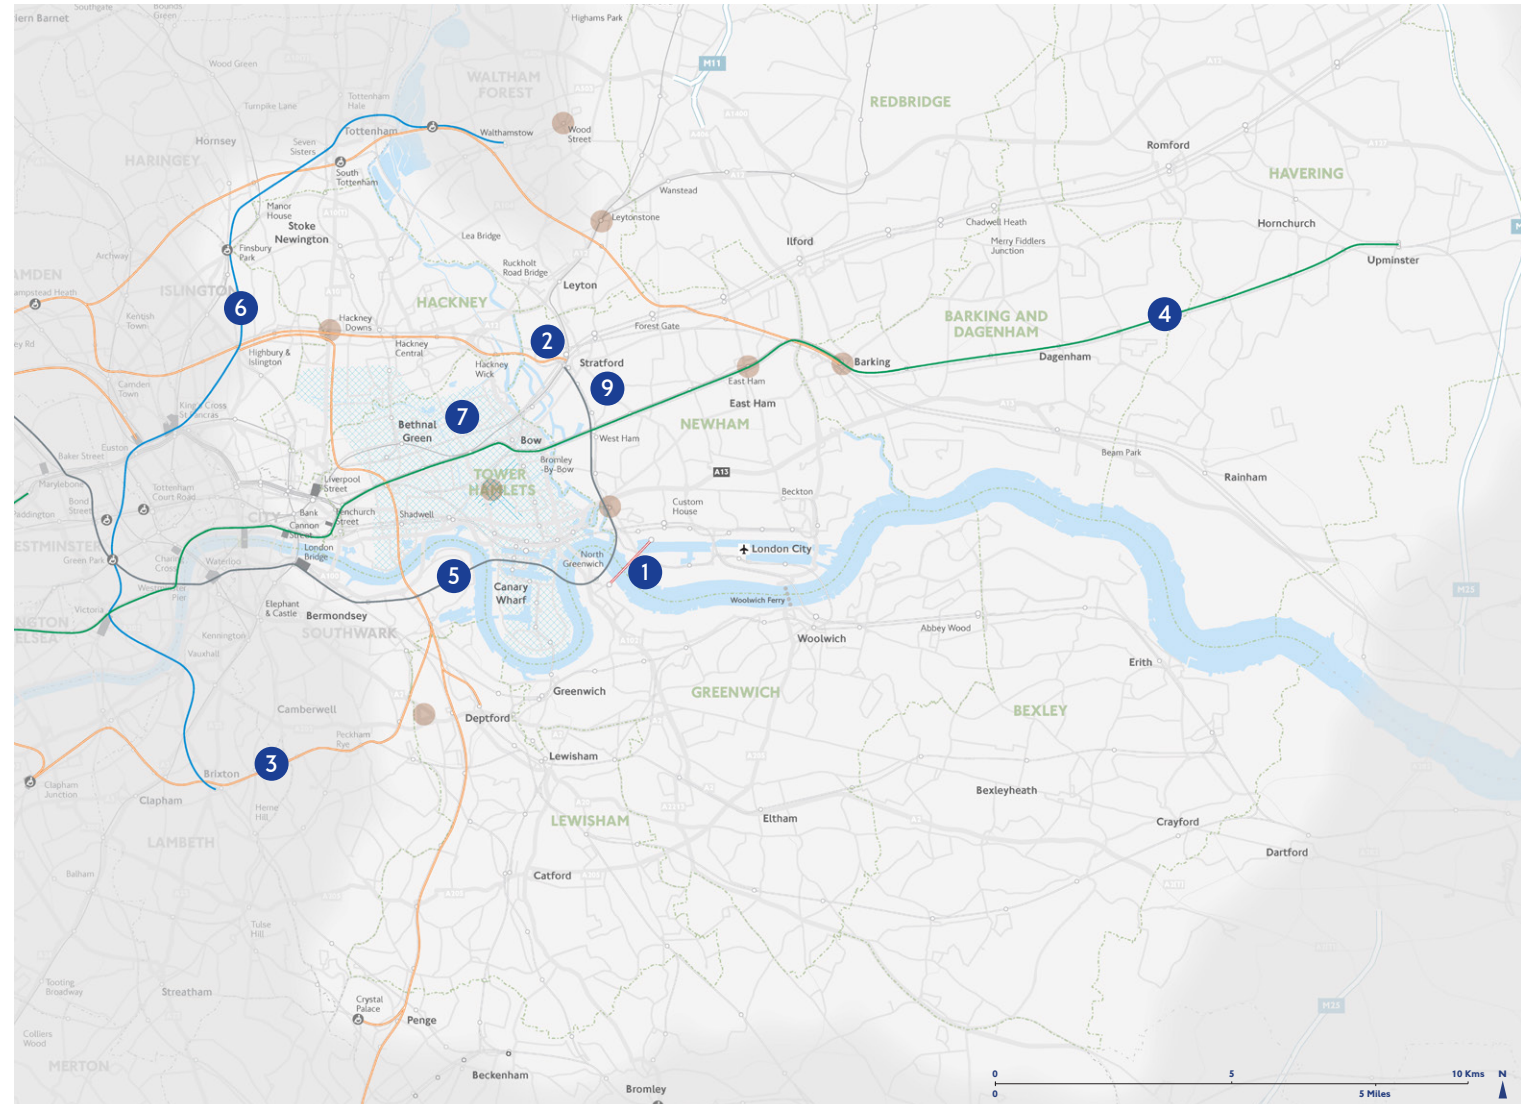 Southgate
Bounds
Green
Highams Park
Wood Green
WALTHAM
FOREST
M11
REDBRIDGE
Turnpike Lane
Tottenham
Hale
Tottenham
Walthamstow
Wood
Street
Hornsey
Seven
Sisters
HARINGEY
South
Tottenham
Romford
HAVERING
Wanstead
Manor
House
Stoke
Newington
Leytonstone
Chadwell Heath
Hornchurch
Lea Bridge
Ilford
Merry Fiddlers
Junction
Archway
Finsbury
Park
Upminster
Ruckholt
Road Bridge
Leyton
ISLINGTON
HACKNEY
6
4
BARKING AND
DAGENHAM
Kentish
Town
Hackney
Downs
Forest Gate
2
Highbury &
Islington
Hackney
Central
Hackney
Wick
Stratford
Barking
Dagenham
East Ham
Camden
Town
9
East Ham
King's Cross
St Pancras
7
Bethnal
Green
Bow
NEWHAM
West Ham
Euston
Baker Street
Bromley
By-Bow
A13
Beam Park
Rainham
Marylebone
Liverpool
Street
TOWER
HAMLETS
Tottenham
Court Road
Bond
Street
Beckton
Custom
House
Bank
Fenchurch
Street
Shadwell
CITY
Cannon
Street
London
Bridge
Green Park
Charing
Cross
Waterloo
North
Greenwich
London City
1
5
Canary
Wharf
Westminster
Pier
Woolwich Ferry
M25
Victoria
Elephant
& Castle
Bermondsey
SOUTHWARK
Kennington
Woolwich
Abbey Wood
Vauxhall
Erith
Greenwich
GREENWICH
BEXLEY
Camberwell
Deptford
Peckham
Rye
Lewisham
3
Brixton
Clapham
Junction
Clapham
Herne
Hill
Bexleyheath
LEWISHAM
Eltham
Crayford
LAMBETH
Dartford
Balham
Catford
Tulse
Hill
Tooting
Broadway
Streatham
Crystal
Palace
M25
Penge
Colliers
Wood
MERTON
Beckenham
Bromley
0 5 10 Kms N
0 5 Miles